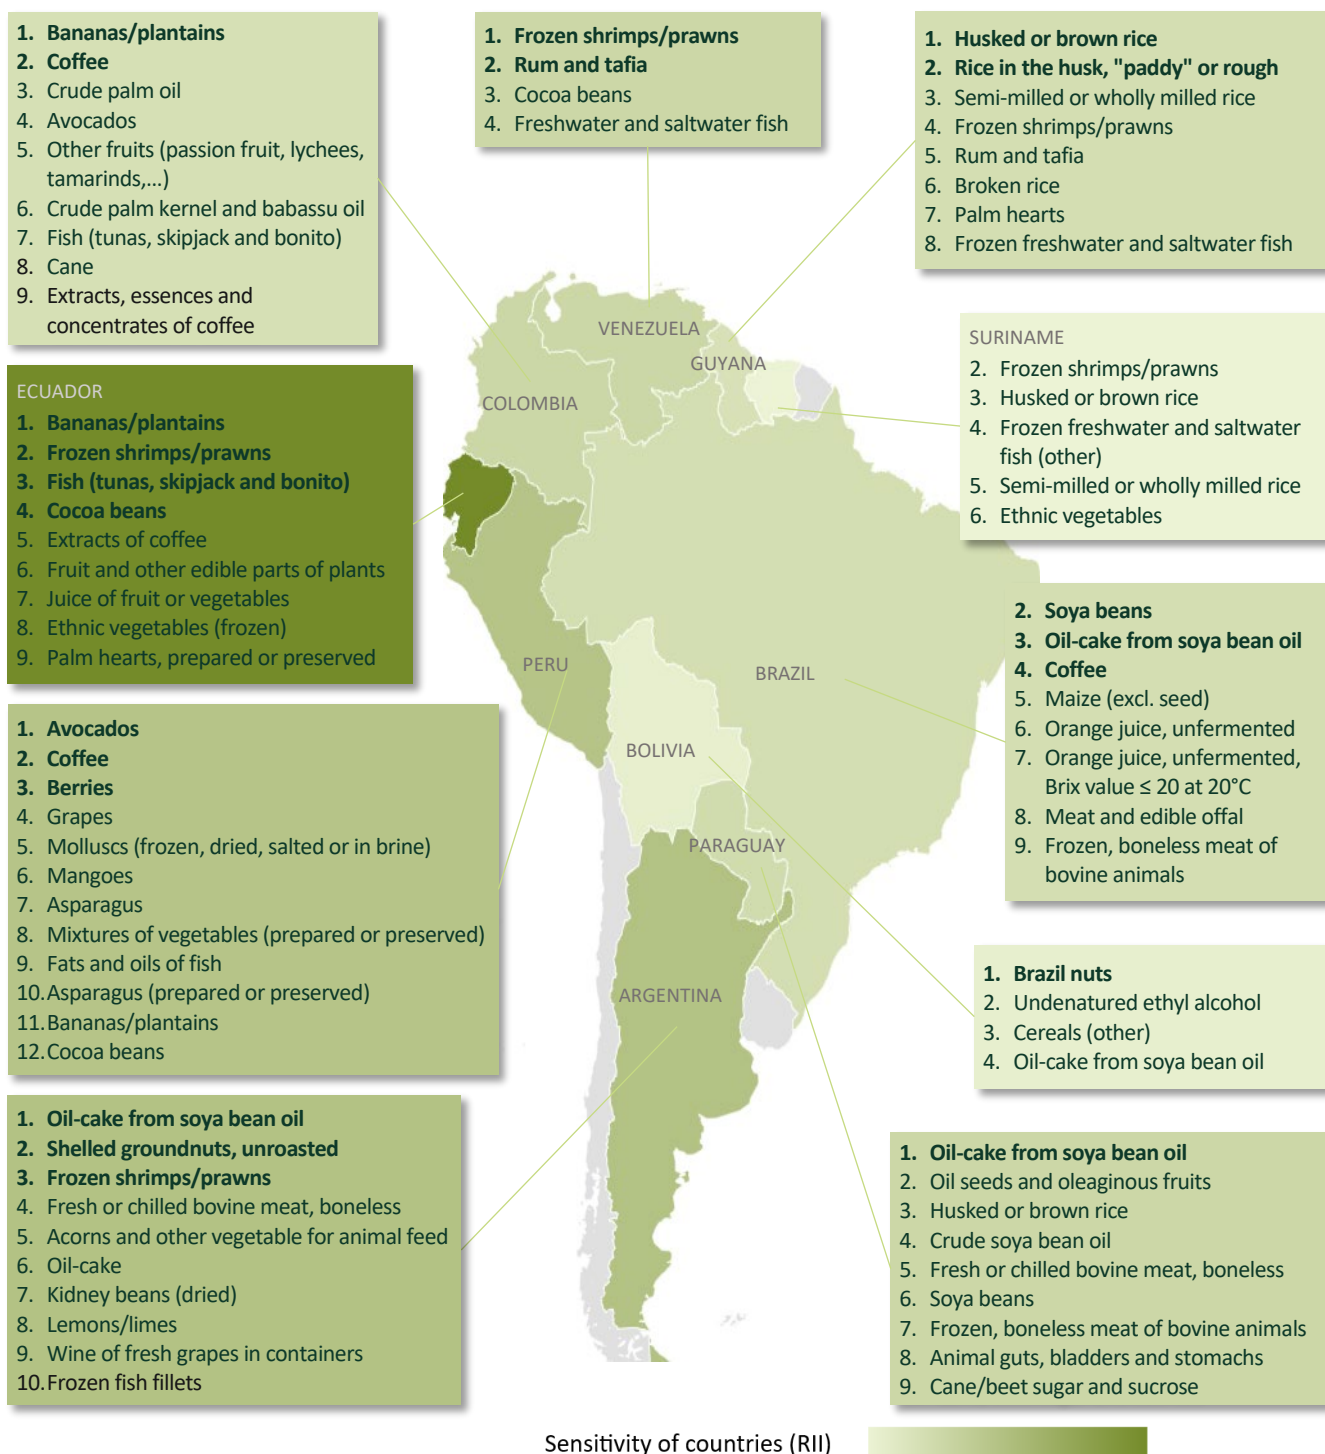 1. Bananas/plantains
2. Coffee
3. Crude palm oil
4. Avocados
5. Other fruits (passion fruit, lychees,
tamarinds,...)
6. Crude palm kernel and babassu oil
7. Fish (tunas, skipjack and bonito)
8. Cane
9. Extracts, essences and
concentrates of coffee
1. Frozen shrimps/prawns
2. Rum and tafia
3. Cocoa beans
4. Freshwater and saltwater fish
1. Husked or brown rice
2. Rice in the husk, "paddy" or rough
3. Semi-milled or wholly milled rice
4. Frozen shrimps/prawns
5. Rum and tafia
6. Broken rice
7. Palm hearts
8. Frozen freshwater and saltwater fish
VENEZUELA
GUYANA
COLOMBIA
SURINAME
2. Frozen shrimps/prawns
3. Husked or brown rice
4. Frozen freshwater and saltwater
fish (other)
5. Semi-milled or wholly milled rice
6. Ethnic vegetables
ECUADOR
1. Bananas/plantains
2. Frozen shrimps/prawns
3. Fish (tunas, skipjack and bonito)
4. Cocoa beans
5. Extracts of coffee
6. Fruit and other edible parts of plants
7. Juice of fruit or vegetables
8. Ethnic vegetables (frozen)
9. Palm hearts, prepared or preserved
PERU
BRAZIL
BOLIVIA
PARAGUAY
ARGENTINA
2. Soya beans
3. Oil-cake from soya bean oil
4. Coffee
5. Maize (excl. seed)
6. Orange juice, unfermented
7. Orange juice, unfermented,
Brix value ≤ 20 at 20°C
8. Meat and edible offal
9. Frozen, boneless meat of
bovine animals
1. Avocados
2. Coffee
3. Berries
4. Grapes
5. Molluscs (frozen, dried, salted or in brine)
6. Mangoes
7. Asparagus
8. Mixtures of vegetables (prepared or preserved)
9. Fats and oils of fish
10. Asparagus (prepared or preserved)
11. Bananas/plantains
12. Cocoa beans
1. Brazil nuts
2. Undenatured ethyl alcohol
3. Cereals (other)
4. Oil-cake from soya bean oil
1. Oil-cake from soya bean oil
2. Shelled groundnuts, unroasted
3. Frozen shrimps/prawns
4. Fresh or chilled bovine meat, boneless
5. Acorns and other vegetable for animal feed
6. Oil-cake
7. Kidney beans (dried)
8. Lemons/limes
9. Wine of fresh grapes in containers
10. Frozen fish fillets
1. Oil-cake from soya bean oil
2. Oil seeds and oleaginous fruits
3. Husked or brown rice
4. Crude soya bean oil
5. Fresh or chilled bovine meat, boneless
6. Soya beans
7. Frozen, boneless meat of bovine animals
8. Animal guts, bladders and stomachs
9. Cane/beet sugar and sucrose
Sensitivity of countries (RII)